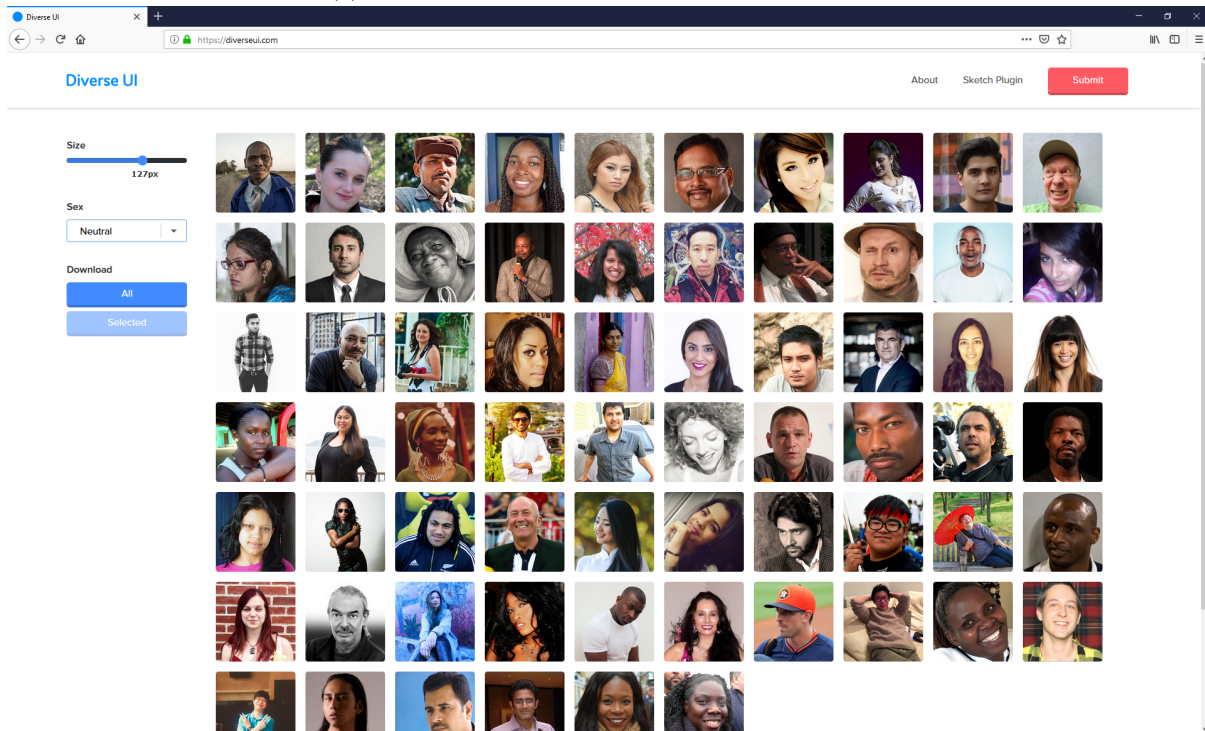 Diverse UI
https://diverseui.com
Diverse UI
About
Sketch Plugin
Submit
Size
127px
Sex
Neutral
Download
All
Selected